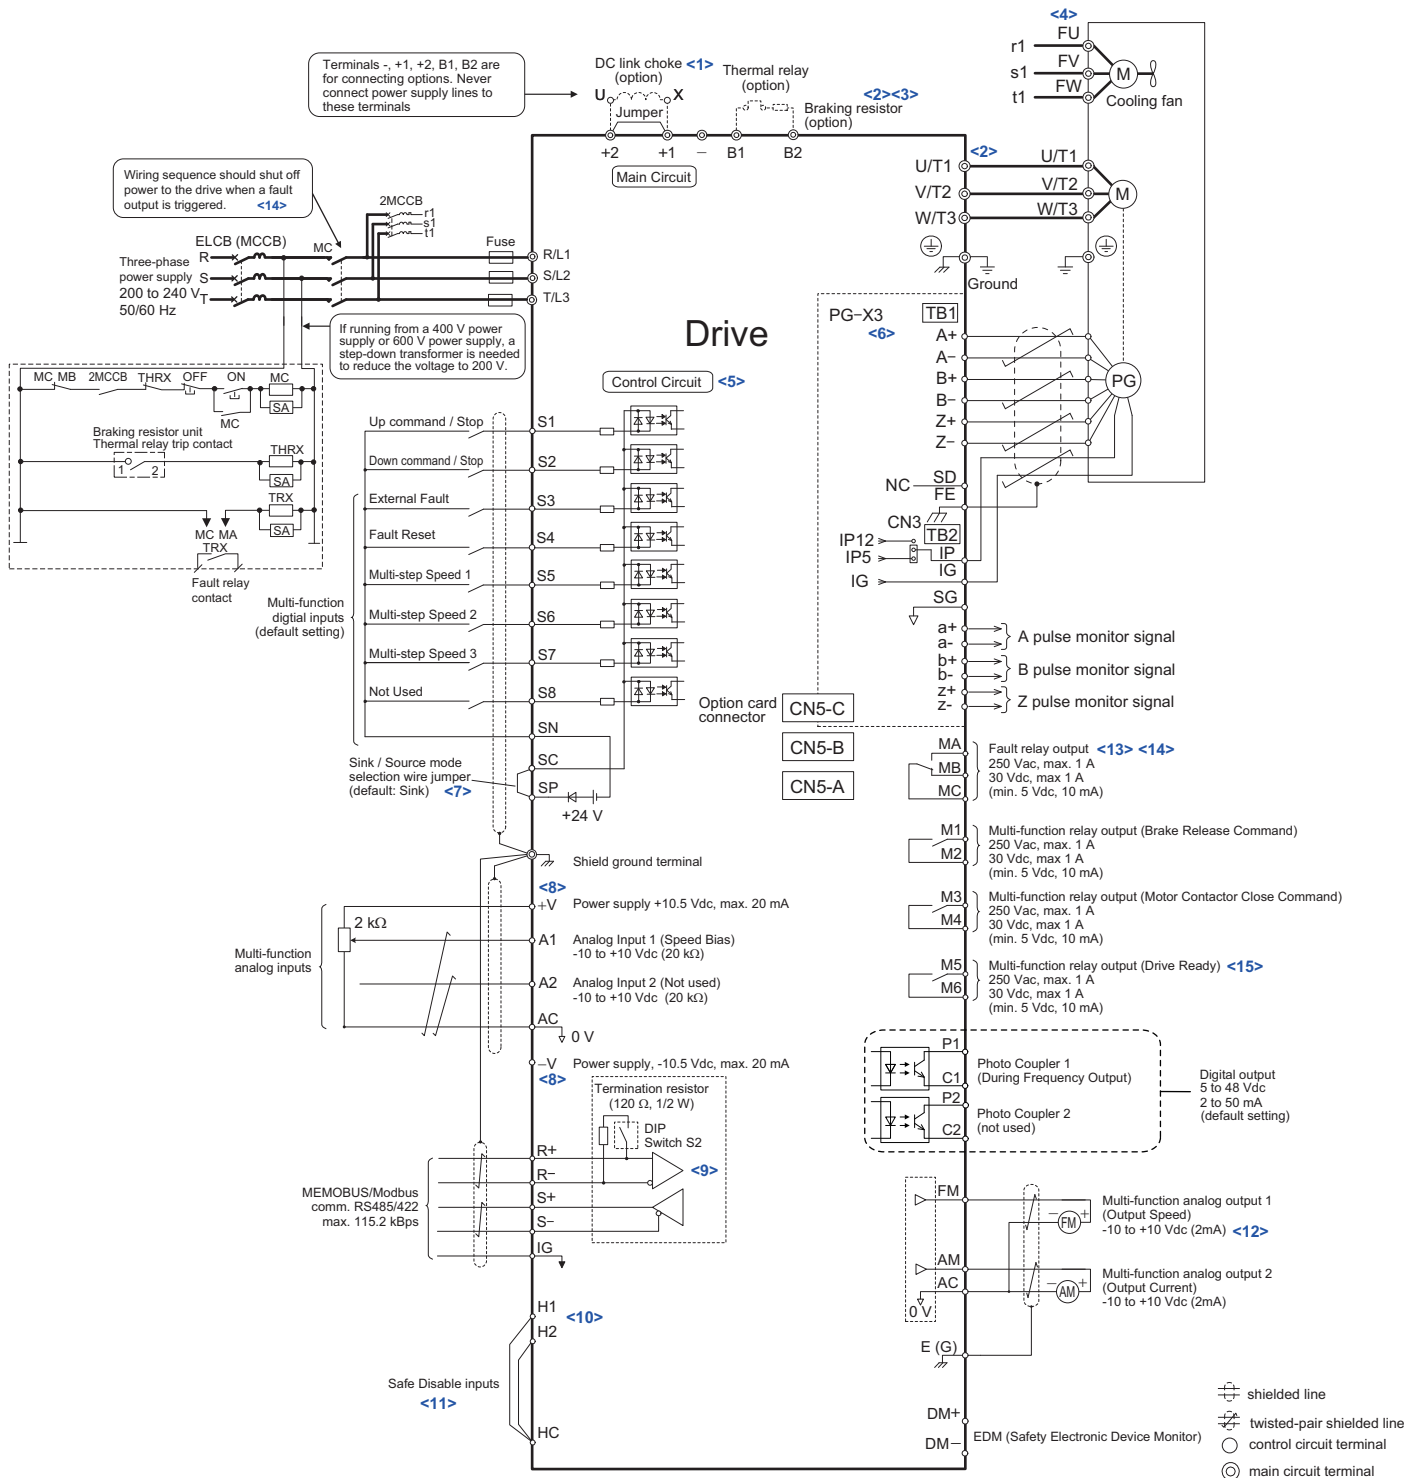 Terminals -, +1, +2, B1, B2 are
for connecting options. Never
connect power supply lines to
these terminals
DC link choke <1>
(option)
U
X
Jumper
Thermal relay
(option)
<2><3>
Braking resistor
(option)
+2
+1
−
B1
B2
Main Circuit
<4>
FU
r1
FV
s1
FW
t1
M
Cooling fan
<2>
U/T1
U/T1
V/T2
V/T2
W/T3
W/T3
M
Ground
Wiring sequence should shut off
power to the drive when a fault
output is triggered. <14>
2MCCB
r1
s1
t1
ELCB (MCCB)
MC
Fuse
Three-phase
power supply
200 to 240 V
50/60 Hz
R
S
T
R/L1
S/L2
T/L3
If running from a 400 V power
supply or 600 V power supply, a
step-down transformer is needed
to reduce the voltage to 200 V.
Drive
MC MB
2MCCB
THRX
OFF
ON
MC
SA
MC
Braking resistor unit
Thermal relay trip contact
1
2
THRX
SA
TRX
SA
MC MA
TRX
Fault relay
contact
Control Circuit <5>
Up command / Stop
S1
Down command / Stop
S2
External Fault
S3
Fault Reset
S4
Multi-step Speed 1
S5
Multi-step Speed 2
S6
Multi-step Speed 3
S7
Not Used
S8
Multi-function
digtial inputs
(default setting)
SN
SC
SP
Sink / Source mode
selection wire jumper
(default: Sink) <7>
+24 V
PG−X3
<6>
TB1
A+
A−
B+
B−
Z+
Z−
PG
NC
SD
FE
CN3
TB2
IP12
IP5
IP
IG
IG
SG
a+
a-
A pulse monitor signal
b+
b-
B pulse monitor signal
z+
z-
Z pulse monitor signal
Option card
connector
CN5-C
CN5-B
CN5-A
MA
MB
MC
Fault relay output <13> <14>
250 Vac, max. 1 A
30 Vdc, max 1 A
(min. 5 Vdc, 10 mA)
M1
M2
Multi-function relay output (Brake Release Command)
250 Vac, max. 1 A
30 Vdc, max 1 A
(min. 5 Vdc, 10 mA)
M3
M4
Multi-function relay output (Motor Contactor Close Command)
250 Vac, max. 1 A
30 Vdc, max 1 A
(min. 5 Vdc, 10 mA)
M5
M6
Multi-function relay output (Drive Ready) <15>
250 Vac, max. 1 A
30 Vdc, max 1 A
(min. 5 Vdc, 10 mA)
Shield ground terminal
<8>
+V
Power supply +10.5 Vdc, max. 20 mA
2 kΩ
A1
Analog Input 1 (Speed Bias)
-10 to +10 Vdc (20 kΩ)
Multi-function
analog inputs
A2
Analog Input 2 (Not used)
-10 to +10 Vdc (20 kΩ)
AC
0 V
−V
Power supply, -10.5 Vdc, max. 20 mA
<8>
Termination resistor
(120 Ω, 1/2 W)
DIP
Switch S2
<9>
R+
R−
S+
S−
IG
MEMOBUS/Modbus
comm. RS485/422
max. 115.2 kBps
P1
C1
Photo Coupler 1
(During Frequency Output)
P2
C2
Photo Coupler 2
(not used)
Digital output
5 to 48 Vdc
2 to 50 mA
(default setting)
FM
− FM +
Multi-function analog output 1
(Output Speed)
-10 to +10 Vdc (2mA) <12>
AM
AC
0 V
− AM +
Multi-function analog output 2
(Output Current)
-10 to +10 Vdc (2mA)
E (G)
H1
<10>
H2
Safe Disable inputs
<11>
HC
DM+
DM−
EDM (Safety Electronic Device Monitor)
shielded line
twisted-pair shielded line
control circuit terminal
main circuit terminal